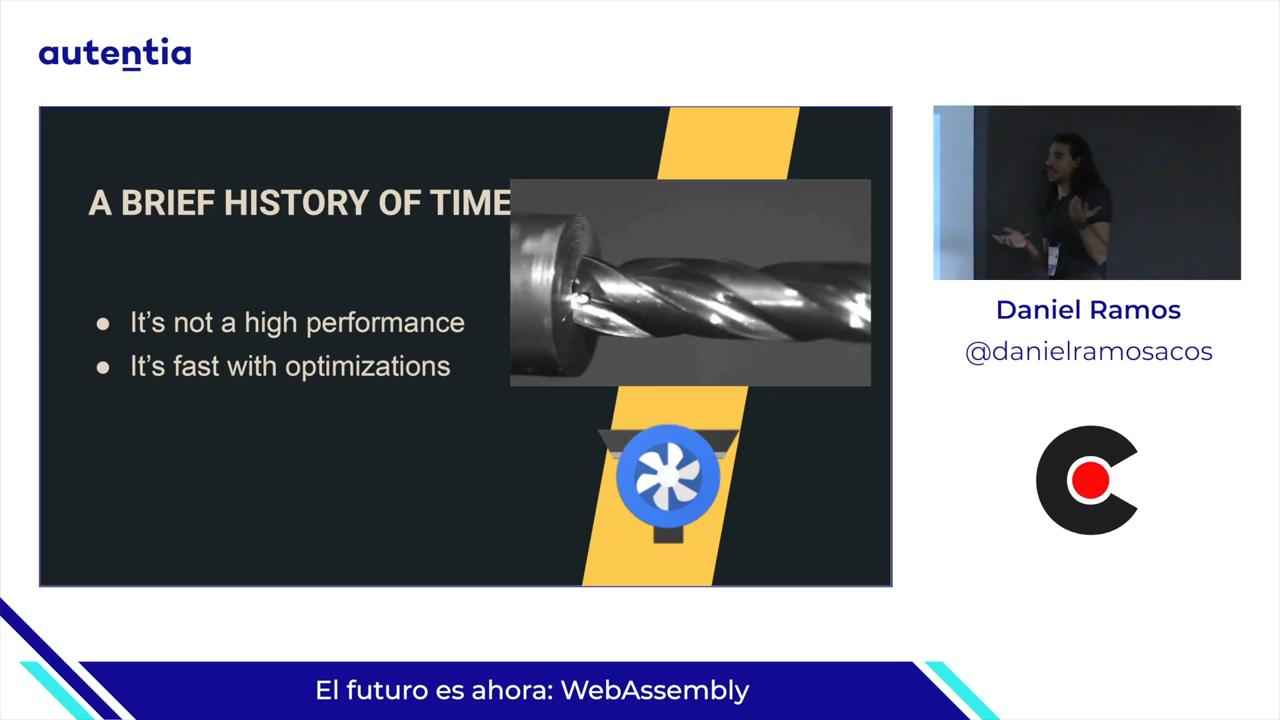 autentia
A BRIEF HISTORY OF TIME
● It’s not a high performance
● It’s fast with optimizations
Daniel Ramos
@danielramosacos
El futuro es ahora: WebAssembly